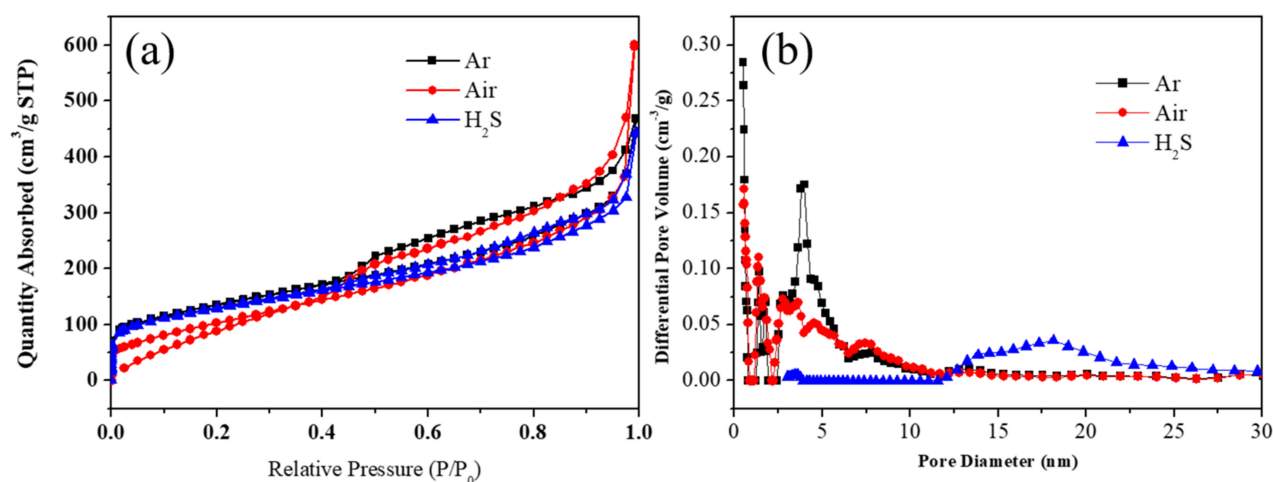 (a)
Ar
Air
H₂S
600
500
400
300
200
100
0
Quantity Absorbed (cm³/g STP)
0.0 0.2 0.4 0.6 0.8 1.0
Relative Pressure (P/P₀)
(b)
Ar
Air
H₂S
0.30
0.25
0.20
0.15
0.10
0.05
0.00
Differential Pore Volume (cm⁻³/g)
0 5 10 15 20 25 30
Pore Diameter (nm)